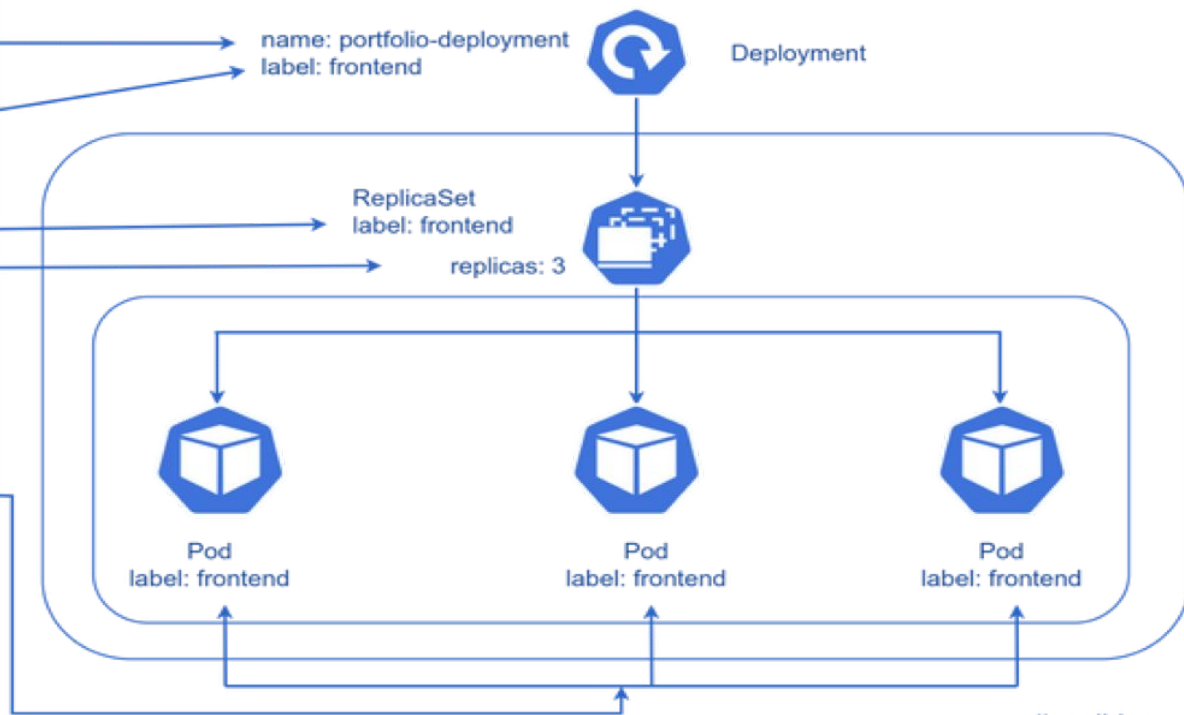 name: portfolio-deployment
label: frontend
Deployment
ReplicaSet
label: frontend
replicas: 3
Pod
label: frontend
Pod
label: frontend
Pod
label: frontend